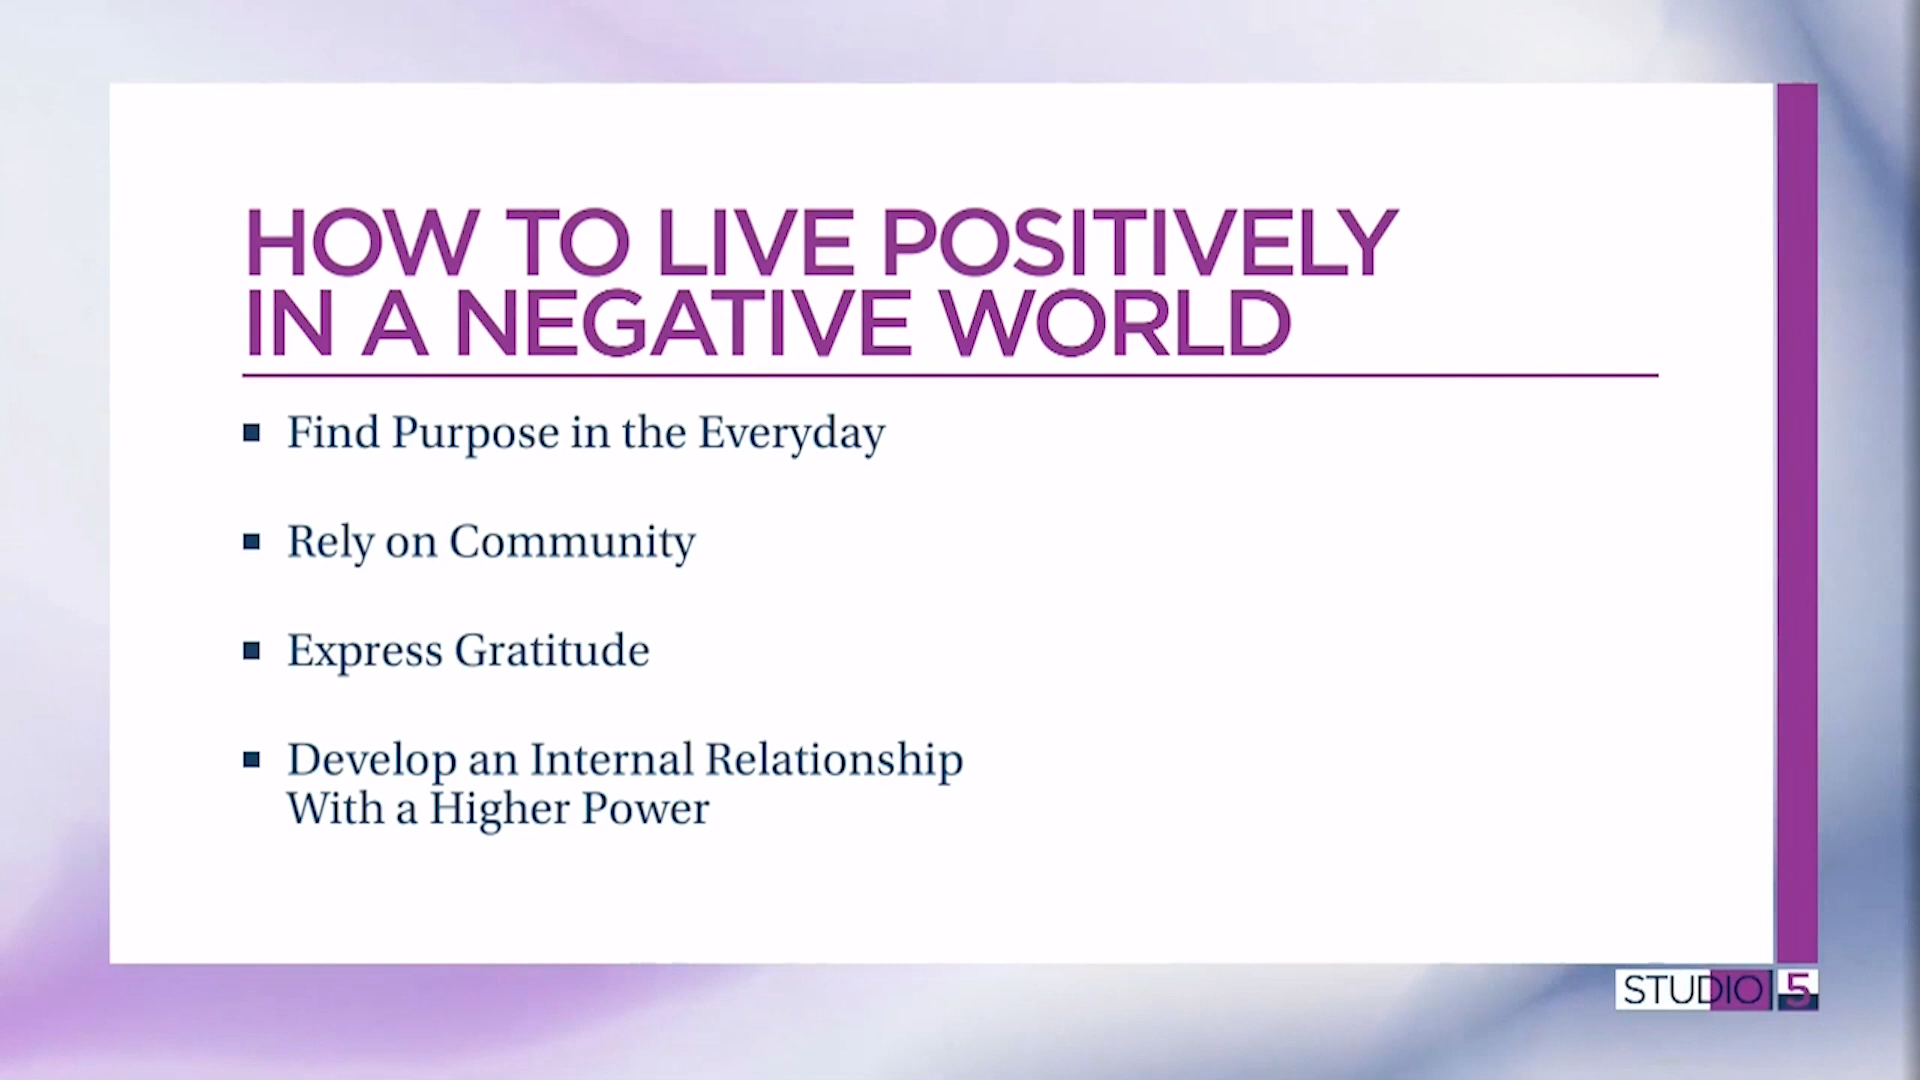 HOW TO LIVE POSITIVELY
IN A NEGATIVE WORLD
▪ Find Purpose in the Everyday
▪ Rely on Community
▪ Express Gratitude
▪ Develop an Internal Relationship
With a Higher Power
STUDIO 5